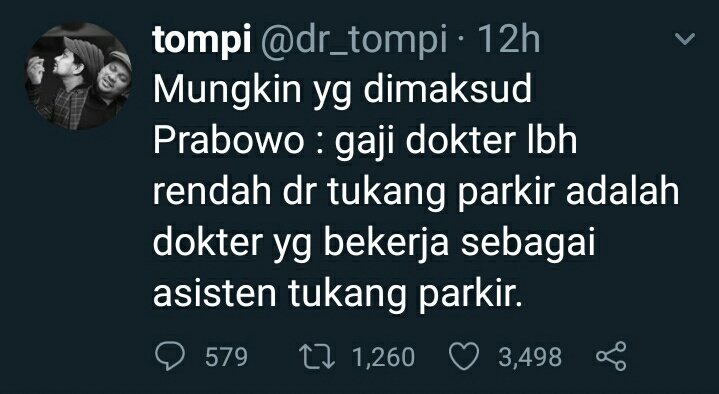 tompi @dr_tompi · 12h
Mungkin yg dimaksud
Prabowo : gaji dokter lbh
rendah dr tukang parkir adalah
dokter yg bekerja sebagai
asisten tukang parkir.
579 1,260 3,498